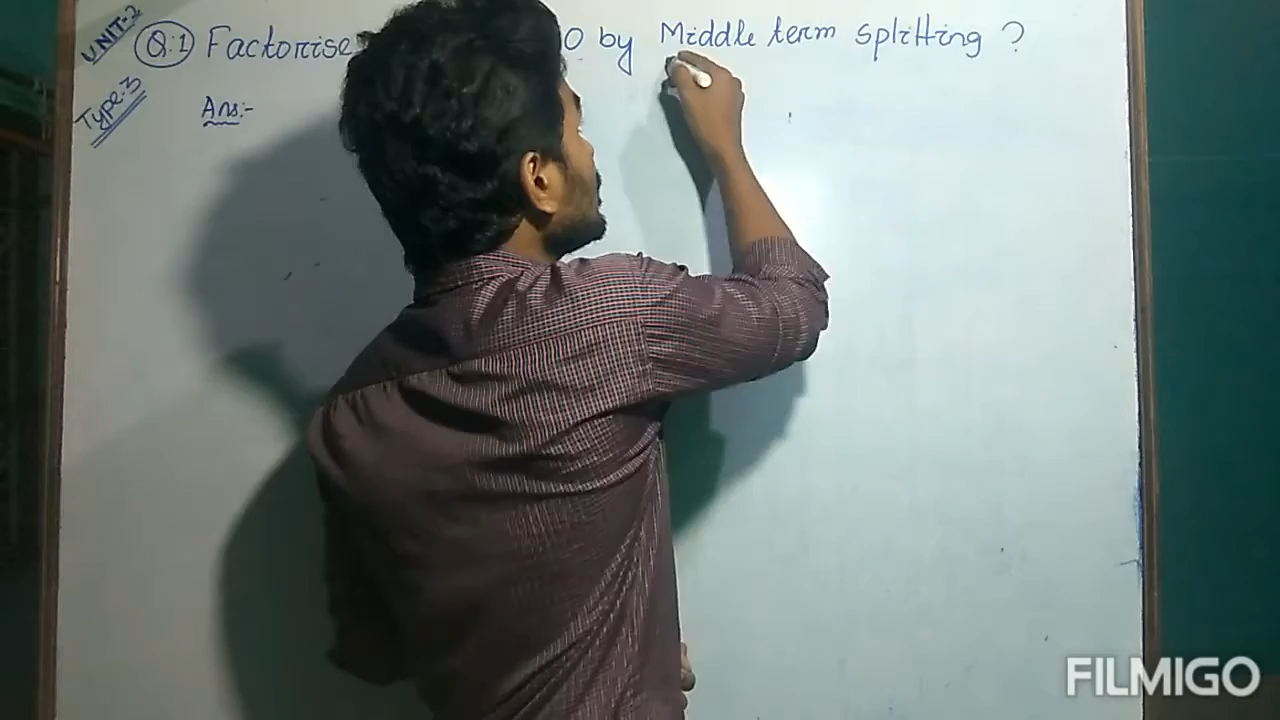 UNIT-2
Q.1 Factorise 0 by Middle term splitting ?
Type-3
Ans:-
FILMIGO